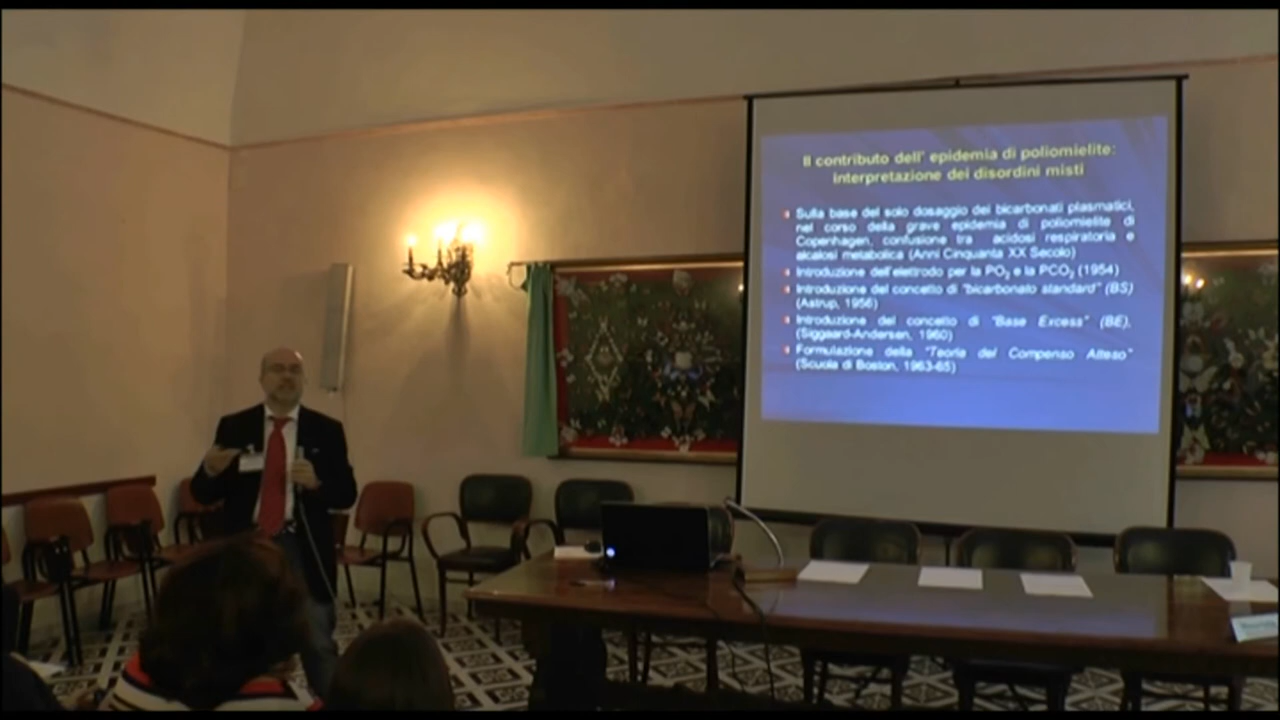 Il contributo dell' epidemia di poliomielite:
interpretazione dei disordini misti
Sulla base del solo dosaggio dei bicarbonati plasmatici,
nel corso della grave epidemia di poliomielite di
Copenhagen, confusione tra acidosi respiratoria e
alcalosi metabolica (Anni Cinquanta XX Secolo)
Introduzione dell'elettrodo per la PO₂ e la PCO₂ (1954)
Introduzione del concetto di "bicarbonato standard" (BS)
(Astrup, 1956)
Introduzione del concetto di "Base Excess" (BE),
(Siggaard-Andersen, 1960)
Formulazione della "Teoria del Compenso Atteso"
(Scuola di Boston, 1963-65)